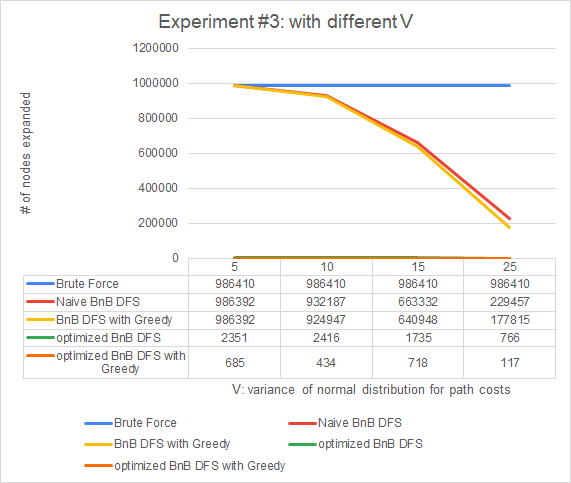 Experiment #3: with different V
# of nodes expanded
1200000
1000000
800000
600000
400000
200000
0
5 10 15 25
Brute Force 986410 986410 986410 986410
Naive BnB DFS 986392 932187 663332 229457
BnB DFS with Greedy 986392 924947 640948 177815
optimized BnB DFS 2351 2416 1735 766
optimized BnB DFS with
Greedy 685 434 718 117
V: variance of normal distribution for path costs
Brute Force Naive BnB DFS
BnB DFS with Greedy optimized BnB DFS
optimized BnB DFS with Greedy